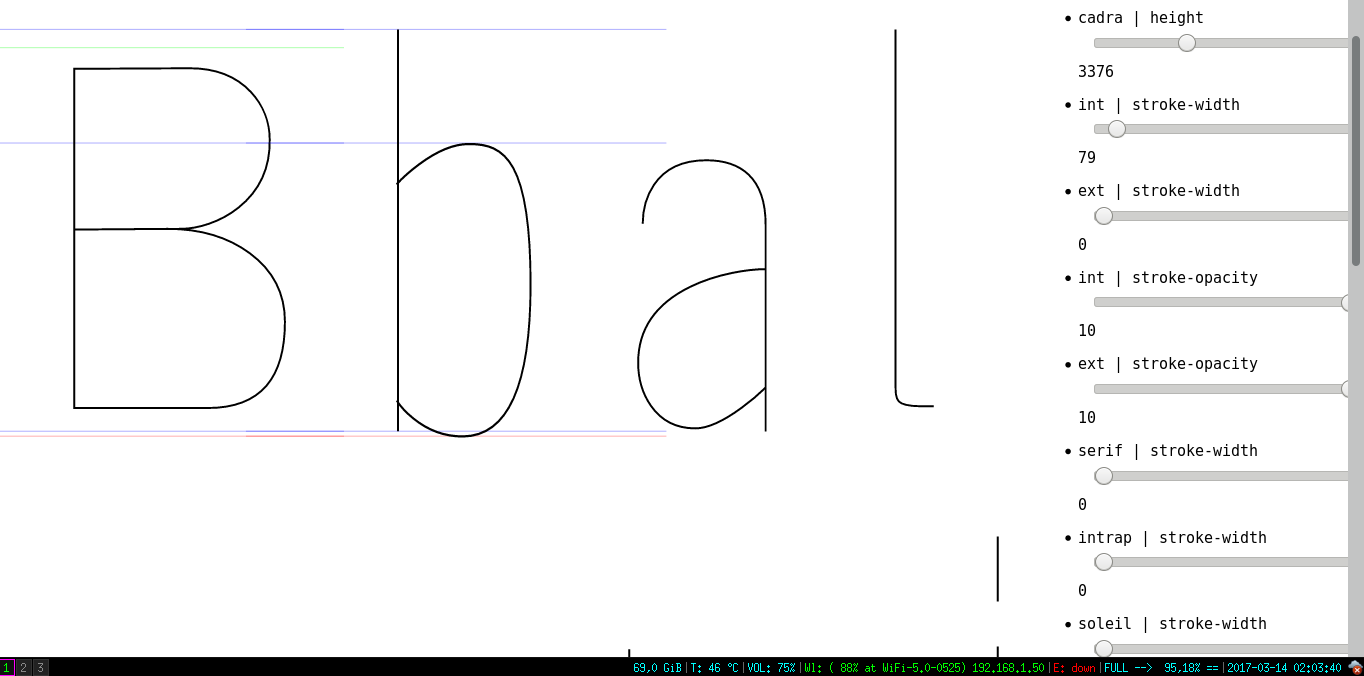 B b a l
cadra | height
3376
int | stroke-width
79
ext | stroke-width
0
int | stroke-opacity
10
ext | stroke-opacity
10
serif | stroke-width
0
intrap | stroke-width
0
soleil | stroke-width
1 2 3 69,0 GiB|T: 46 °C|VOL: 75%|Wl: ( 88% at WiFi-5.0-0525) 192.168.1.50|E: down|FULL --> 95,18% ==|2017-03-14 02:03:40